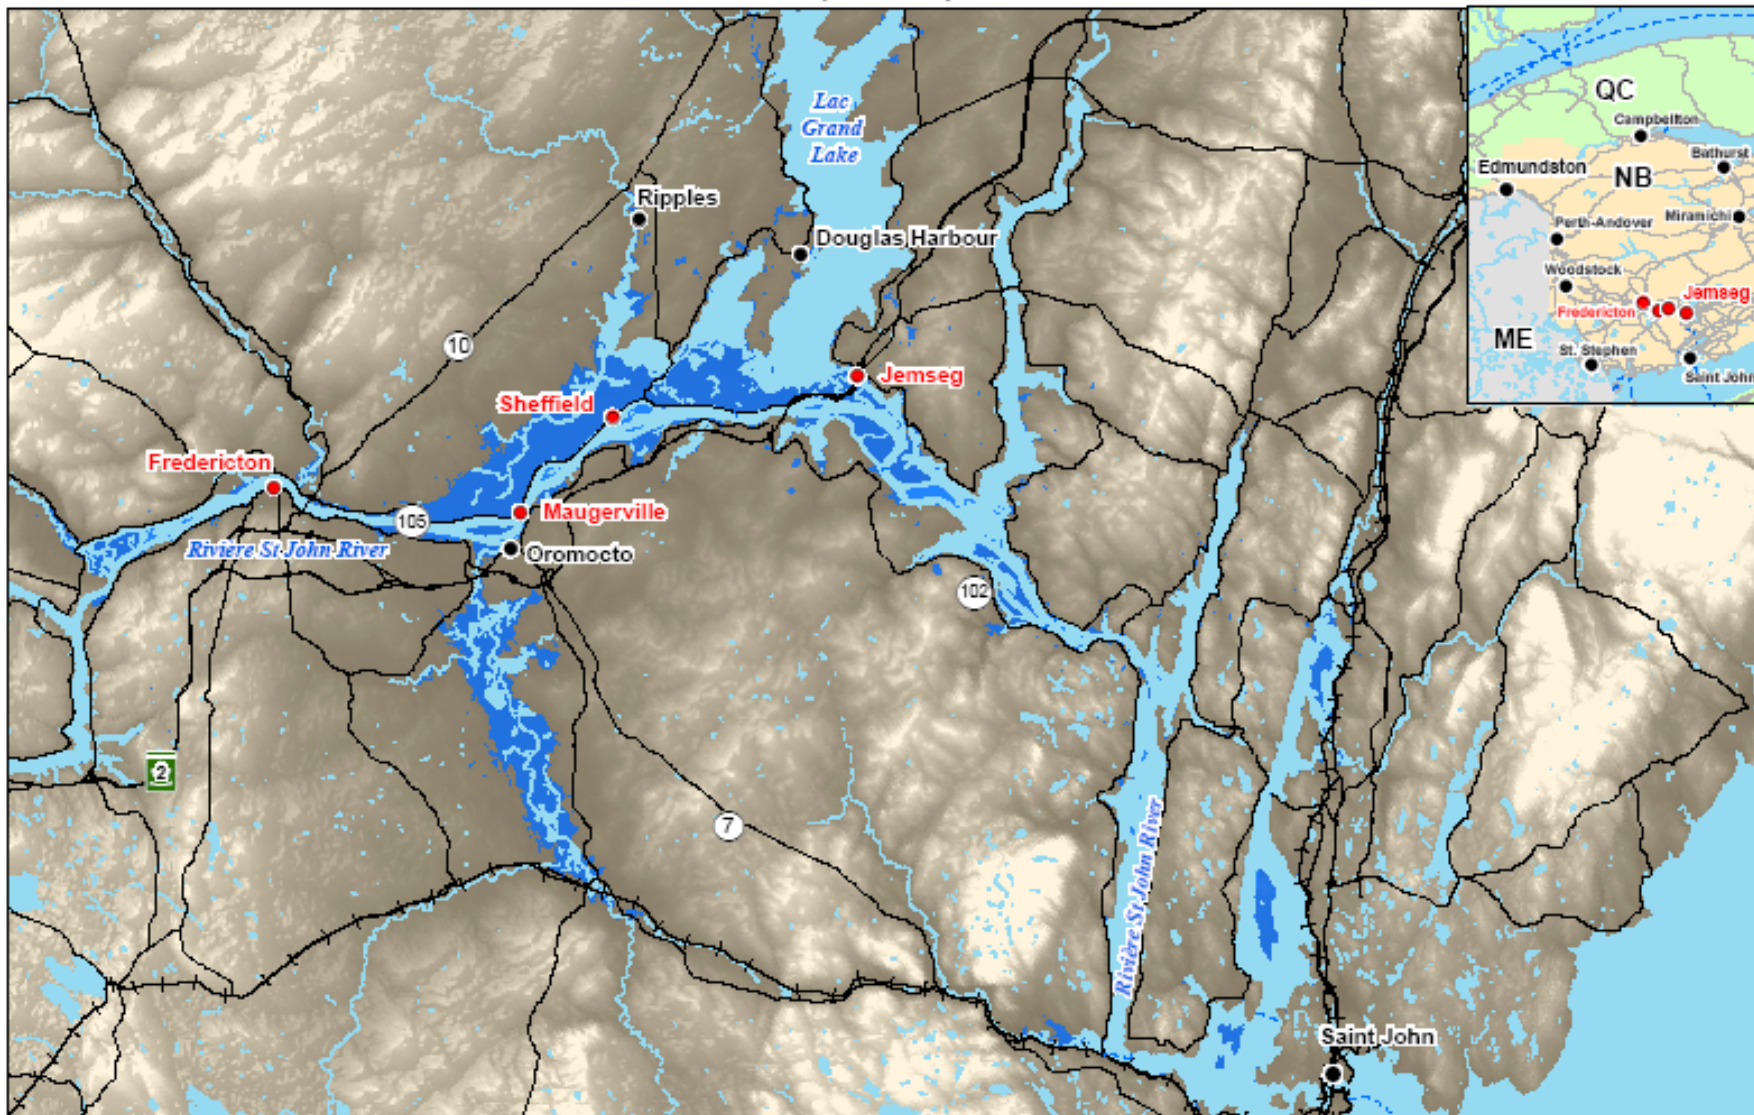 Lac
Grand
Lake
Ripples
Douglas Harbour
10
Jemseg
Sheffield
Fredericton
105
Maugerville
Rivière St John River
Oromocto
102
2
7
Rivière St John River
Saint John
QC
Campbellton
Bathurst
Edmundston
NB
Miramichi
Perth-Andover
Woodstock
Jemseg
Fredericton
ME
St. Stephen
Saint John